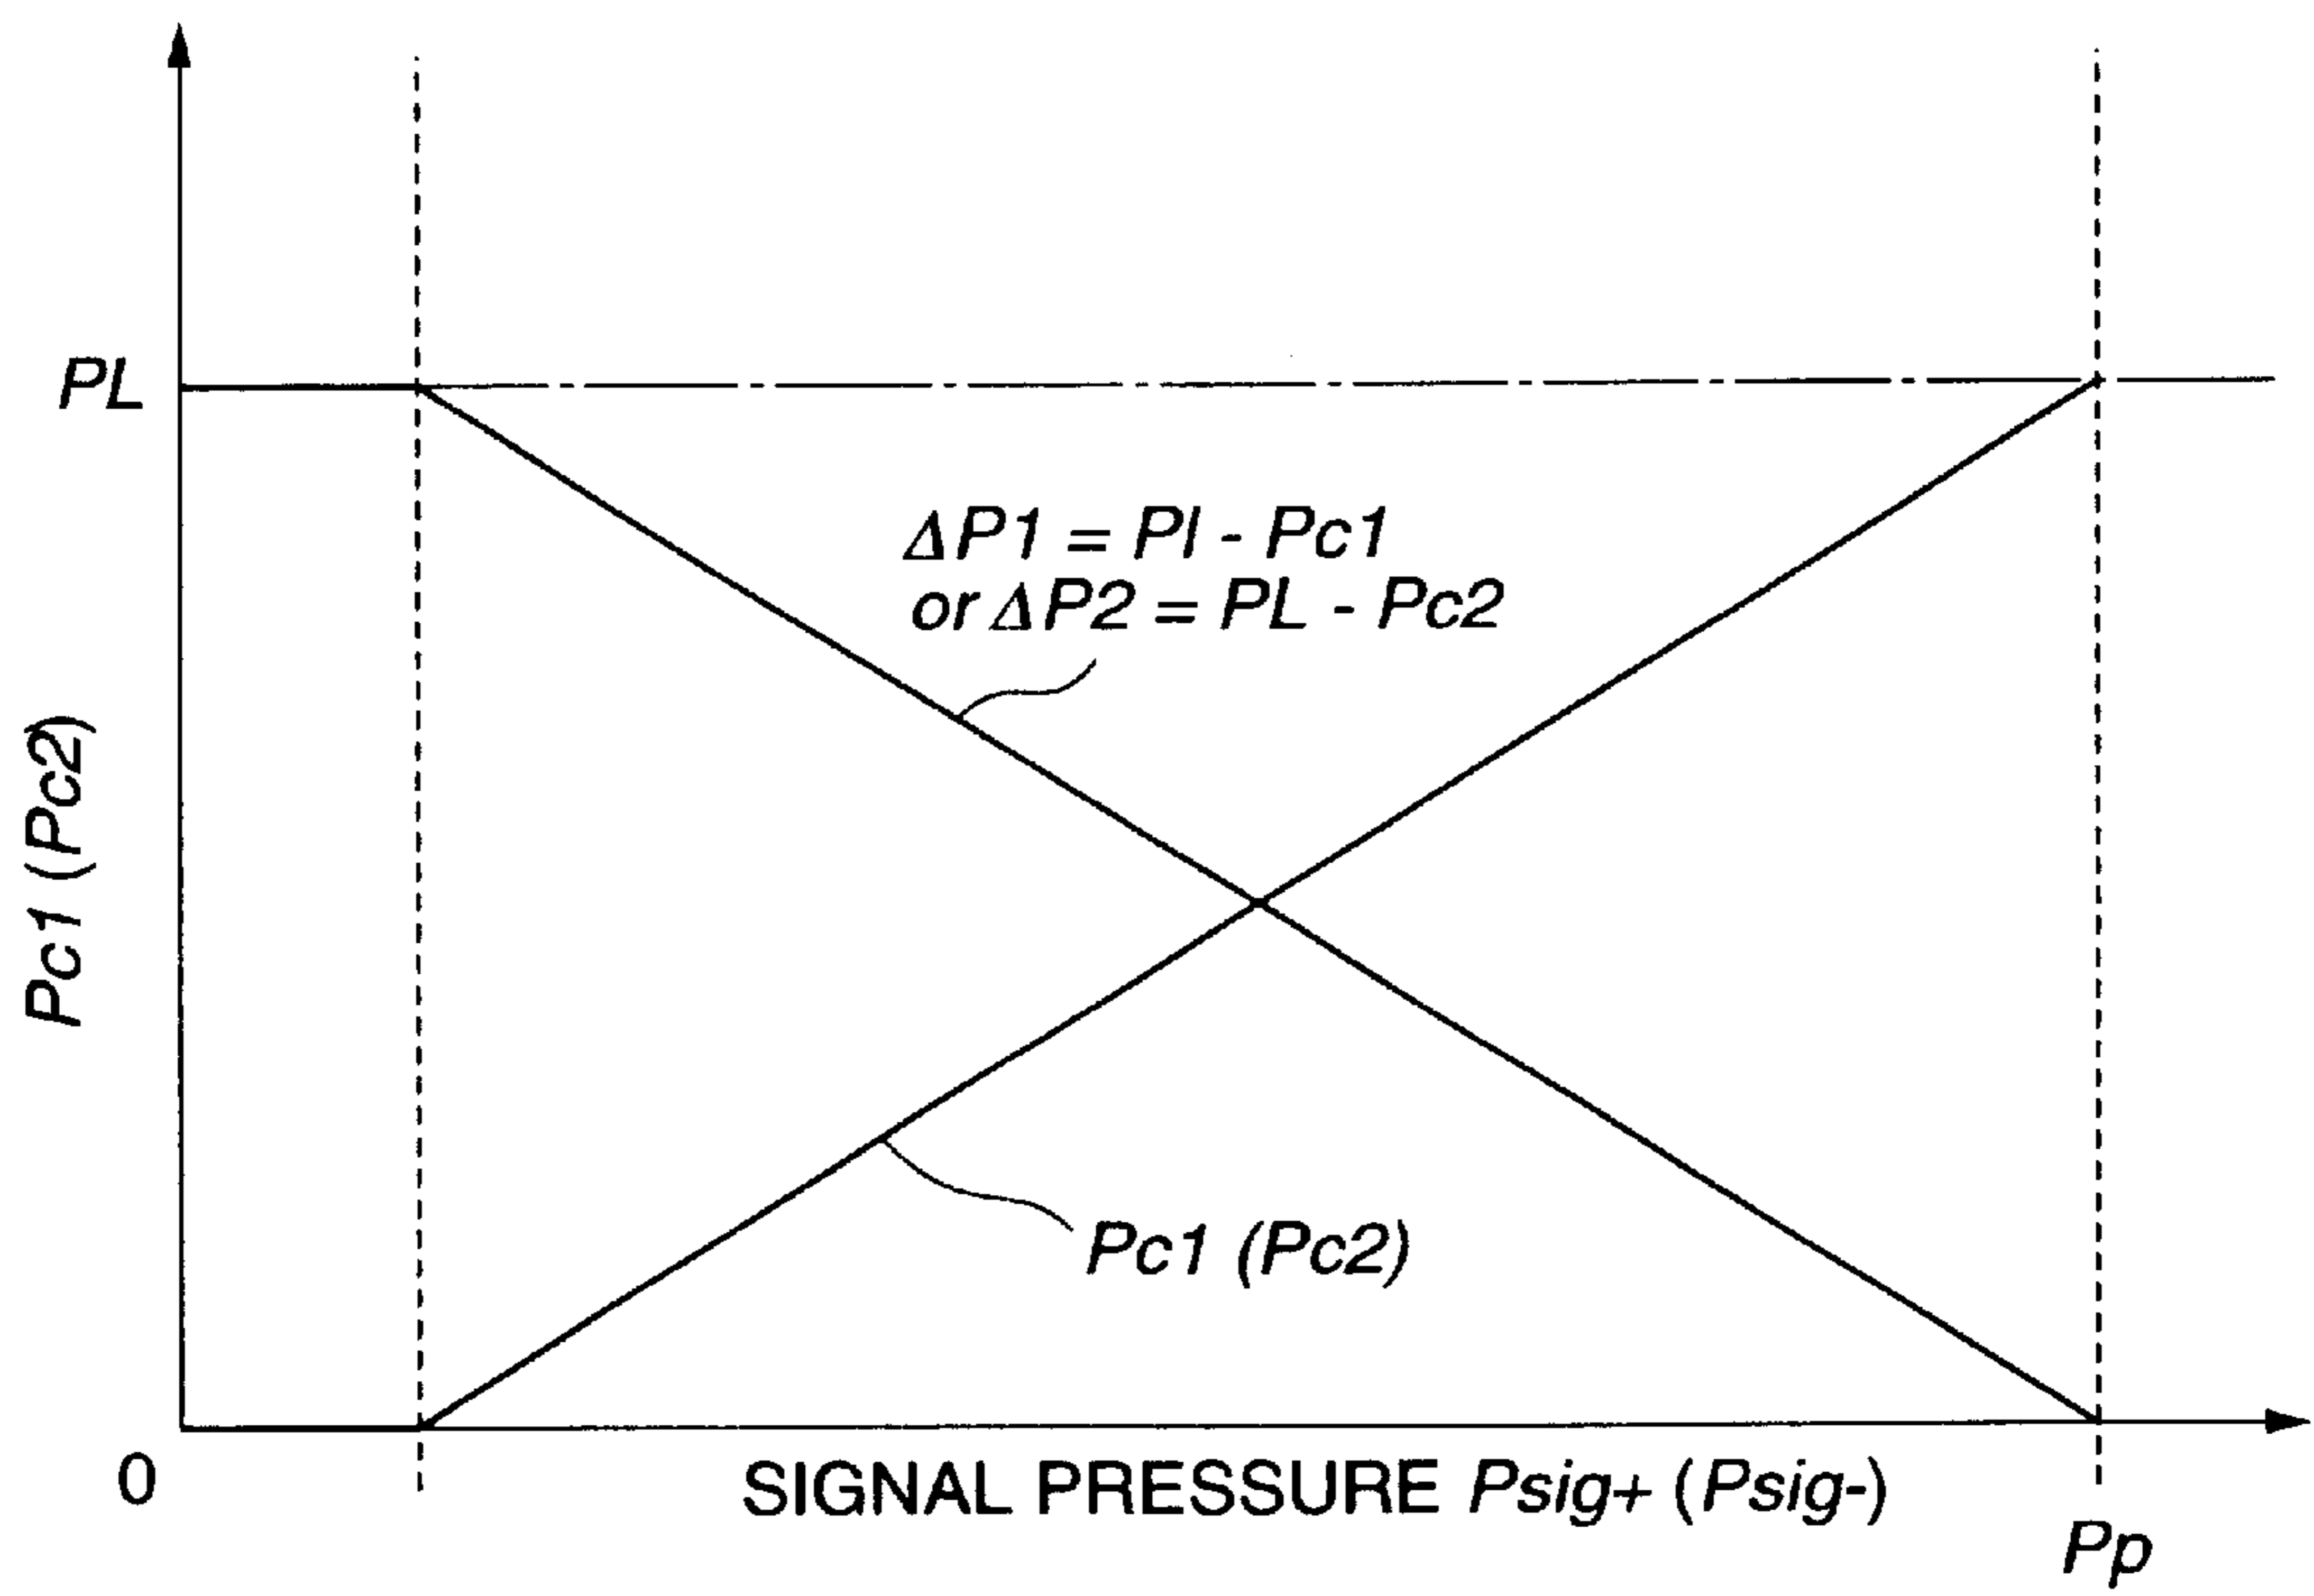 PL
ΔP1 = Pl - Pc1
or ΔP2 = PL - Pc2
Pc1 (Pc2)
Pc1 (Pc2)
0
SIGNAL PRESSURE Psig+ (Psig-)
Pp